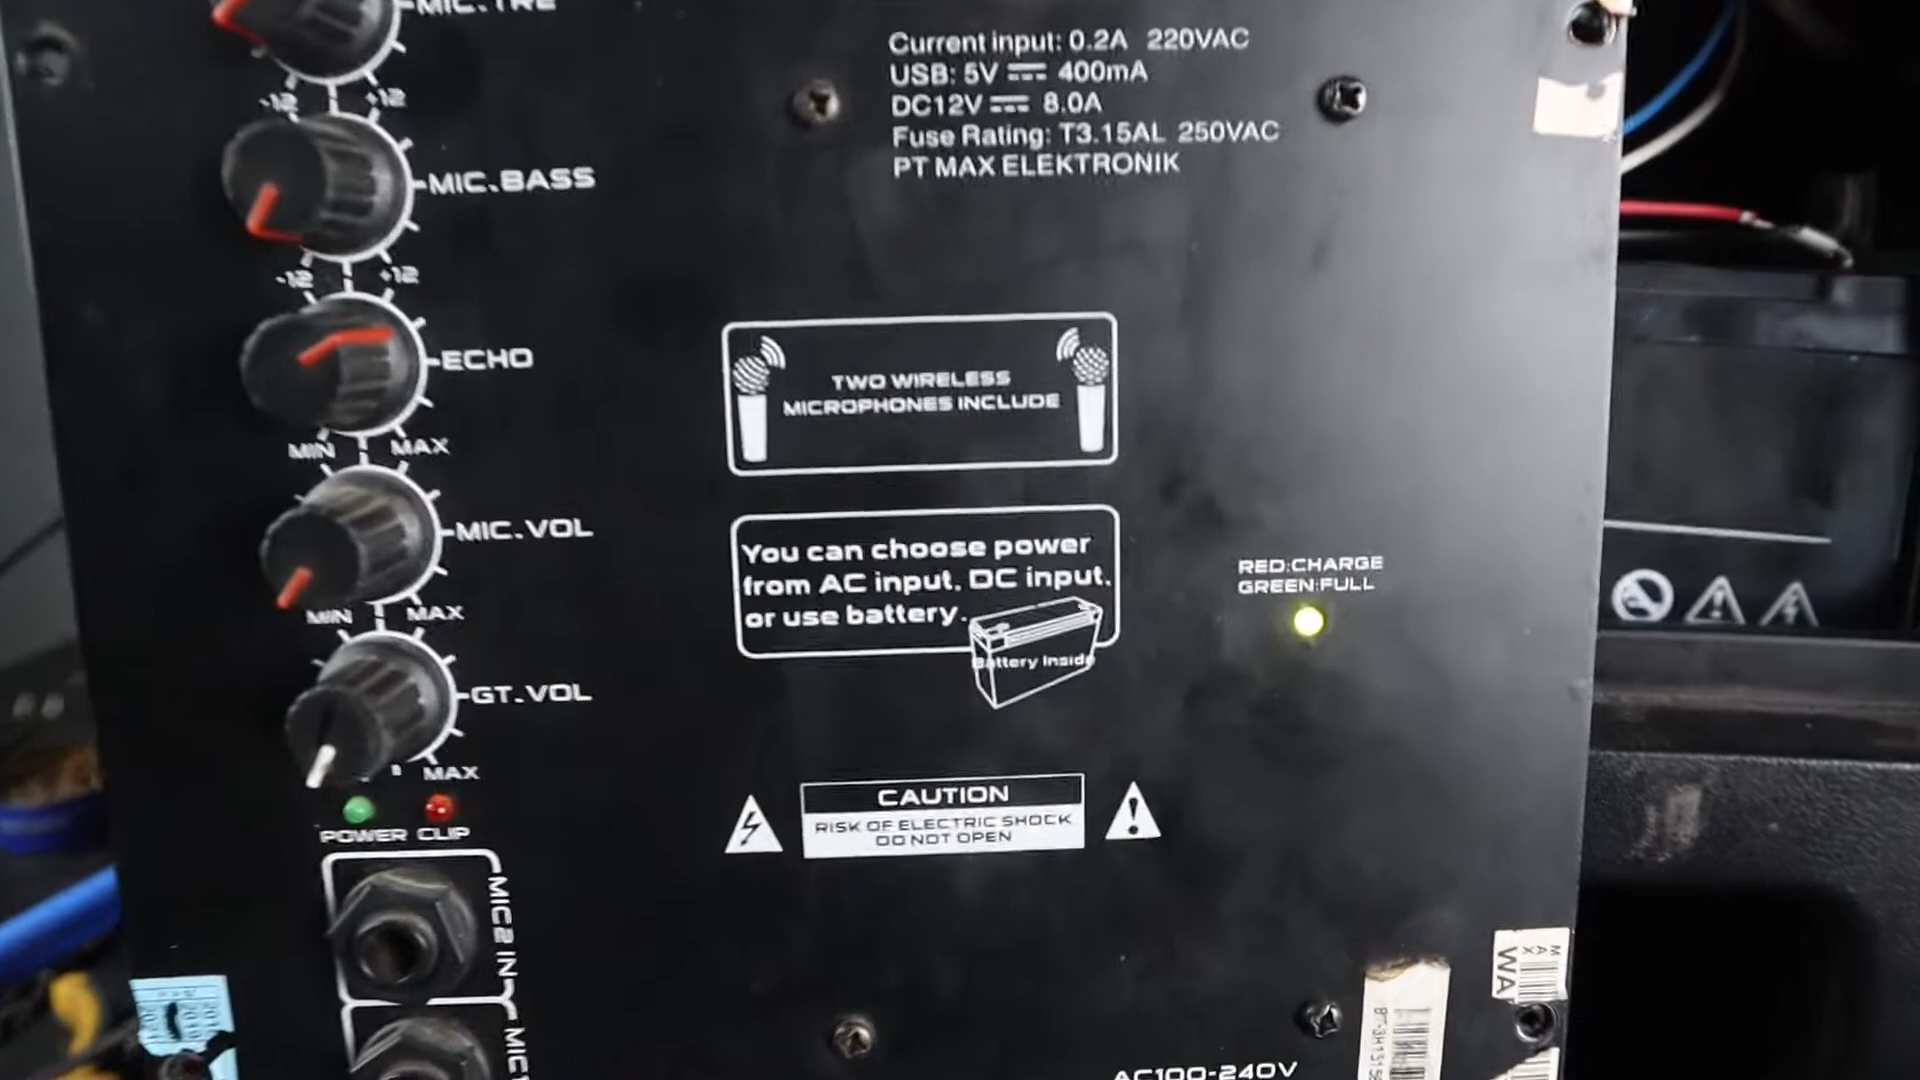 MIC.TRE
-12
+12
MIC.BASS
-12
+12
ECHO
MIN
MAX
MIC.VOL
MIN
MAX
GT.VOL
MAX
POWER CLIP
MIC2 IN
Current input: 0.2A 220VAC
USB: 5V 400mA
DC12V 8.0A
Fuse Rating: T3.15AL 250VAC
PT MAX ELEKTRONIK
TWO WIRELESS
MICROPHONES INCLUDE
You can choose power
from AC input, DC input,
or use battery.
Battery Inside
RED:CHARGE
GREEN:FULL
CAUTION
RISK OF ELECTRIC SHOCK
DO NOT OPEN
AC100-240V
MAX
WA